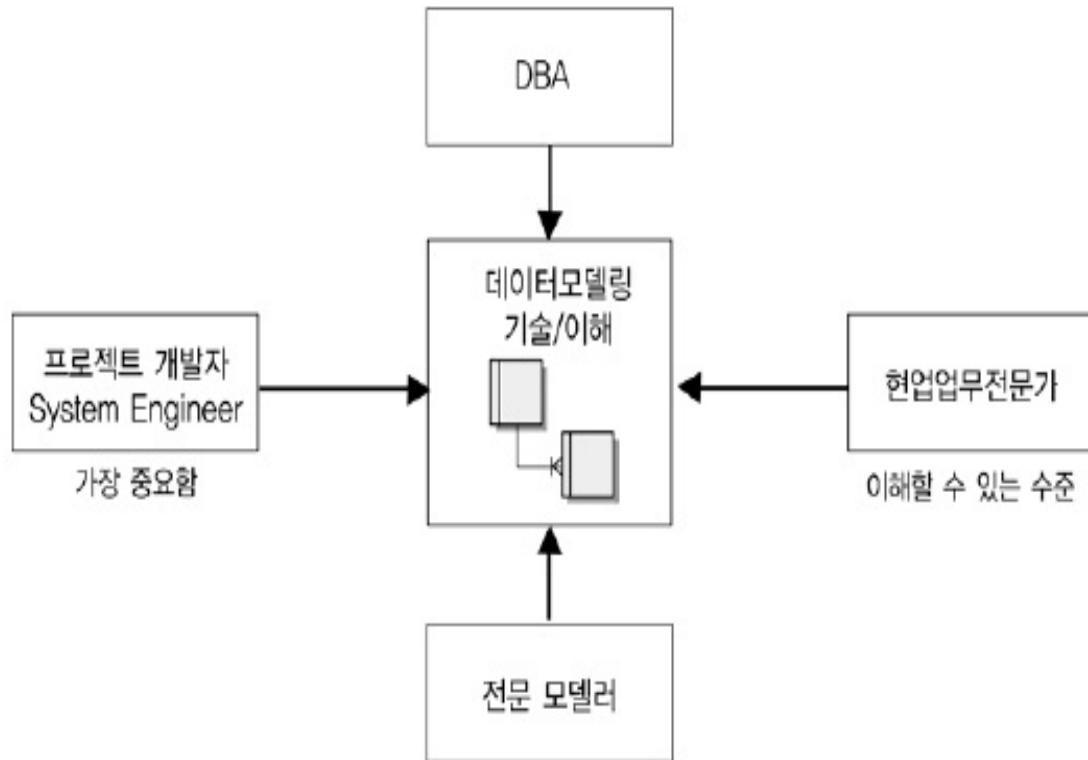 DBA
데이터모델링
기술/이해
프로젝트 개발자
System Engineer
가장 중요함
현업업무전문가
이해할 수 있는 수준
전문 모델러